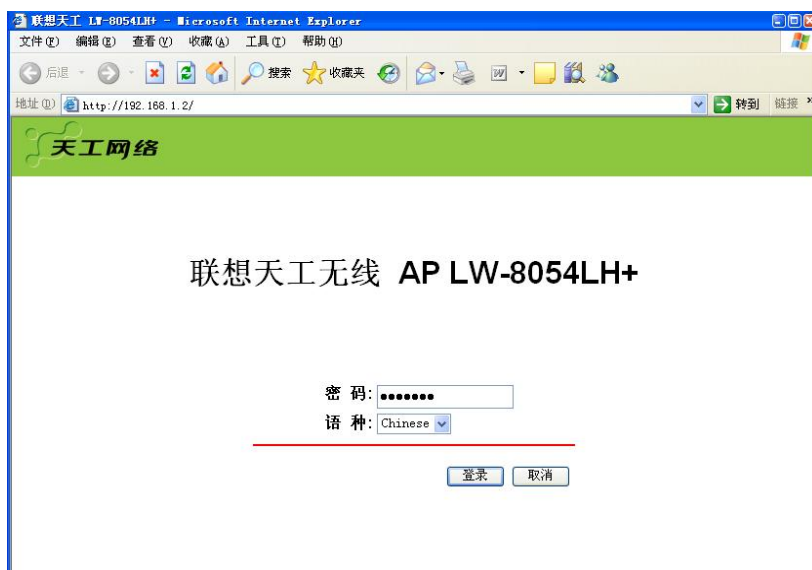 联想天工 LW-8054LH+ - Microsoft Internet Explorer
文件(F) 编辑(E) 查看(V) 收藏(A) 工具(T) 帮助(H)
后退 搜索 收藏夹
地址(D) http://192.168.1.2/ 转到 链接 »
天工网络
联想天工无线 AP LW-8054LH+
密 码: •••••••
语 种: Chinese
登录 取消